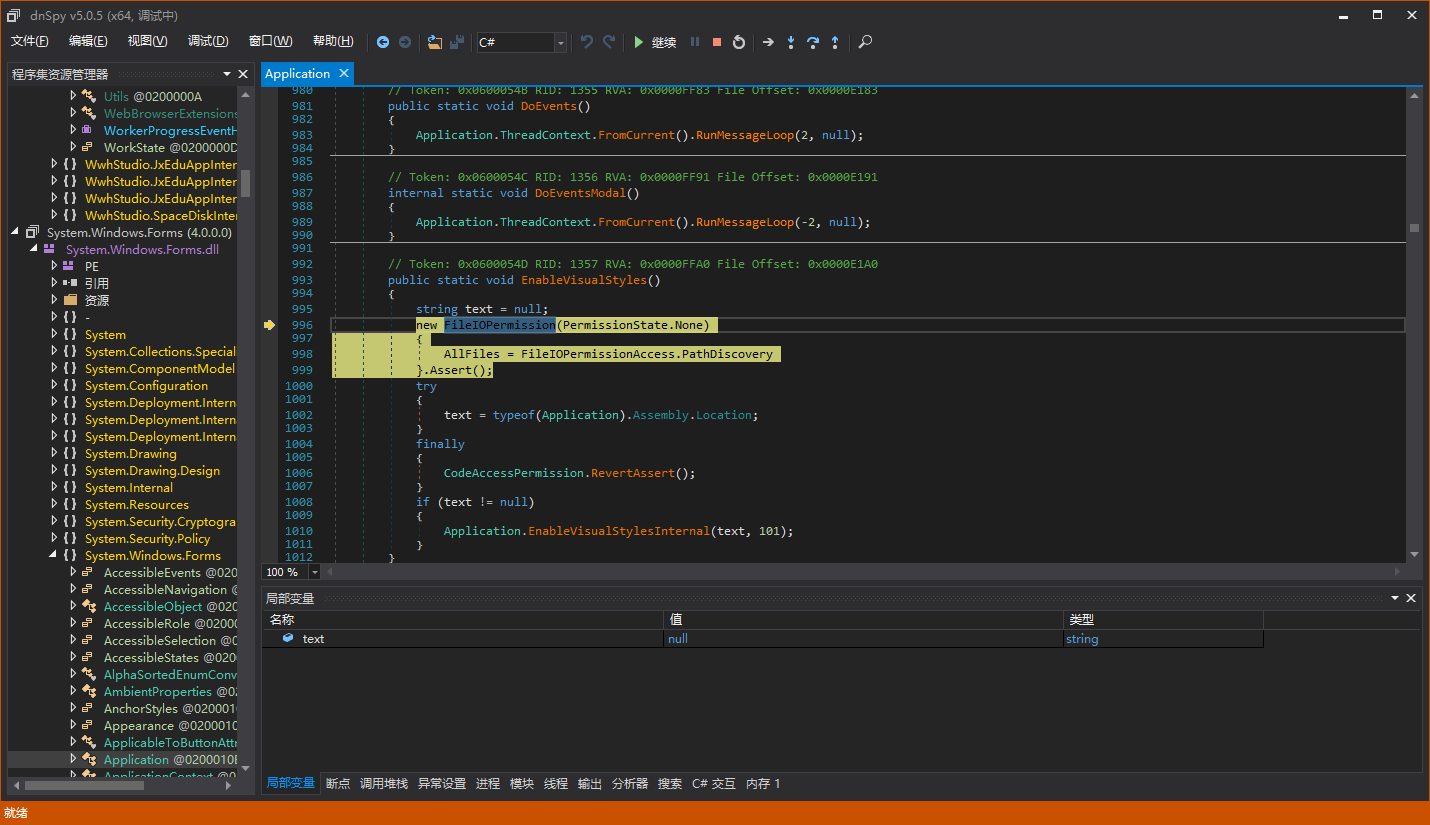 dnSpy v5.0.5 (x64, 调试中)
文件(F) 编辑(E) 视图(V) 调试(D) 窗口(W) 帮助(H) C# 继续
程序集资源管理器
Utils @0200000A
WebBrowserExtensions
WorkerProgressEventH
WorkState @0200000D
WwhStudio.JxEduAppInter
WwhStudio.JxEduAppInter
WwhStudio.JxEduAppInter
WwhStudio.SpaceDiskInte
System.Windows.Forms (4.0.0.0)
System.Windows.Forms.dll
PE
引用
资源
{ } -
{ } System
{ } System.Collections.Special
{ } System.ComponentModel
{ } System.Configuration
{ } System.Deployment.Intern
{ } System.Deployment.Intern
{ } System.Deployment.Intern
{ } System.Drawing
{ } System.Drawing.Design
{ } System.Internal
{ } System.Resources
{ } System.Security.Cryptogra
{ } System.Security.Policy
{ } System.Windows.Forms
AccessibleEvents @020
AccessibleNavigation @
AccessibleObject @020
AccessibleRole @02000
AccessibleSelection @0
AccessibleStates @020
AlphaSortedEnumConv
AmbientProperties @02
AnchorStyles @020001
Appearance @0200010
ApplicableToButtonAttr
Application @0200010E
ApplicationContext @0
Application
980 // Token: 0x0600054B RID: 1355 RVA: 0x0000FF83 File Offset: 0x0000E183
981 public static void DoEvents()
982 {
983 Application.ThreadContext.FromCurrent().RunMessageLoop(2, null);
984 }
985
986 // Token: 0x0600054C RID: 1356 RVA: 0x0000FF91 File Offset: 0x0000E191
987 internal static void DoEventsModal()
988 {
989 Application.ThreadContext.FromCurrent().RunMessageLoop(-2, null);
990 }
991
992 // Token: 0x0600054D RID: 1357 RVA: 0x0000FFA0 File Offset: 0x0000E1A0
993 public static void EnableVisualStyles()
994 {
995 string text = null;
996 new FileIOPermission(PermissionState.None)
997 {
998 AllFiles = FileIOPermissionAccess.PathDiscovery
999 }.Assert();
1000 try
1001 {
1002 text = typeof(Application).Assembly.Location;
1003 }
1004 finally
1005 {
1006 CodeAccessPermission.RevertAssert();
1007 }
1008 if (text != null)
1009 {
1010 Application.EnableVisualStylesInternal(text, 101);
1011 }
1012 }
100 %
局部变量
名称 值 类型
text null string
局部变量 断点 调用堆栈 异常设置 进程 模块 线程 输出 分析器 搜索 C# 交互 内存 1
就绪